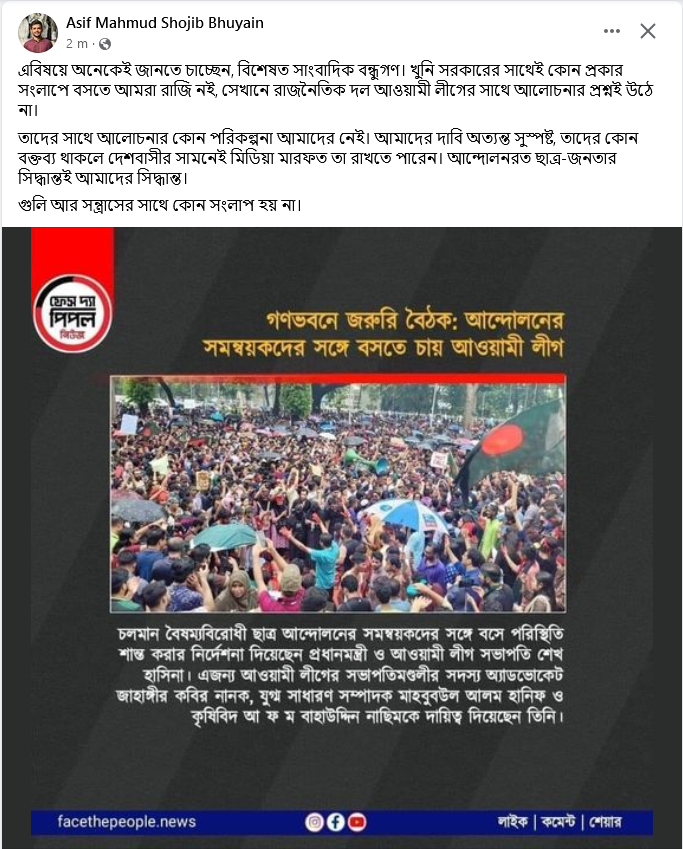 Asif Mahmud Shojib Bhuyain
2 m ·
এবিষয়ে অনেকেই জানতে চাচ্ছেন, বিশেষত সাংবাদিক বন্ধুগণ। খুনি সরকারের সাথেই কোন প্রকার
সংলাপে বসতে আমরা রাজি নই, সেখানে রাজনৈতিক দল আওয়ামী লীগের সাথে আলোচনার প্রশ্নই উঠে
না।
তাদের সাথে আলোচনার কোন পরিকল্পনা আমাদের নেই। আমাদের দাবি অত্যন্ত সুস্পষ্ট, তাদের কোন
বক্তব্য থাকলে দেশবাসীর সামনেই মিডিয়া মারফত তা রাখতে পারেন। আন্দোলনরত ছাত্র-জনতার
সিদ্ধান্তই আমাদের সিদ্ধান্ত।
গুলি আর সন্ত্রাসের সাথে কোন সংলাপ হয় না।
ফেস দ্যা
পিপল
নিউজ
গণভবনে জরুরি বৈঠক: আন্দোলনের
সমন্বয়কদের সঙ্গে বসতে চায় আওয়ামী লীগ
চলমান বৈষম্যবিরোধী ছাত্র আন্দোলনের সমন্বয়কদের সঙ্গে বসে পরিস্থিতি
শান্ত করার নির্দেশনা দিয়েছেন প্রধানমন্ত্রী ও আওয়ামী লীগ সভাপতি শেখ
হাসিনা। এজন্য আওয়ামী লীগের সভাপতিমণ্ডলীর সদস্য অ্যাডভোকেট
জাহাঙ্গীর কবির নানক, যুগ্ম সাধারণ সম্পাদক মাহবুবউল আলম হানিফ ও
কৃষিবিদ আ ফ ম বাহাউদ্দিন নাছিমকে দায়িত্ব দিয়েছেন তিনি।
facethepeople.news
লাইক | কমেন্ট | শেয়ার